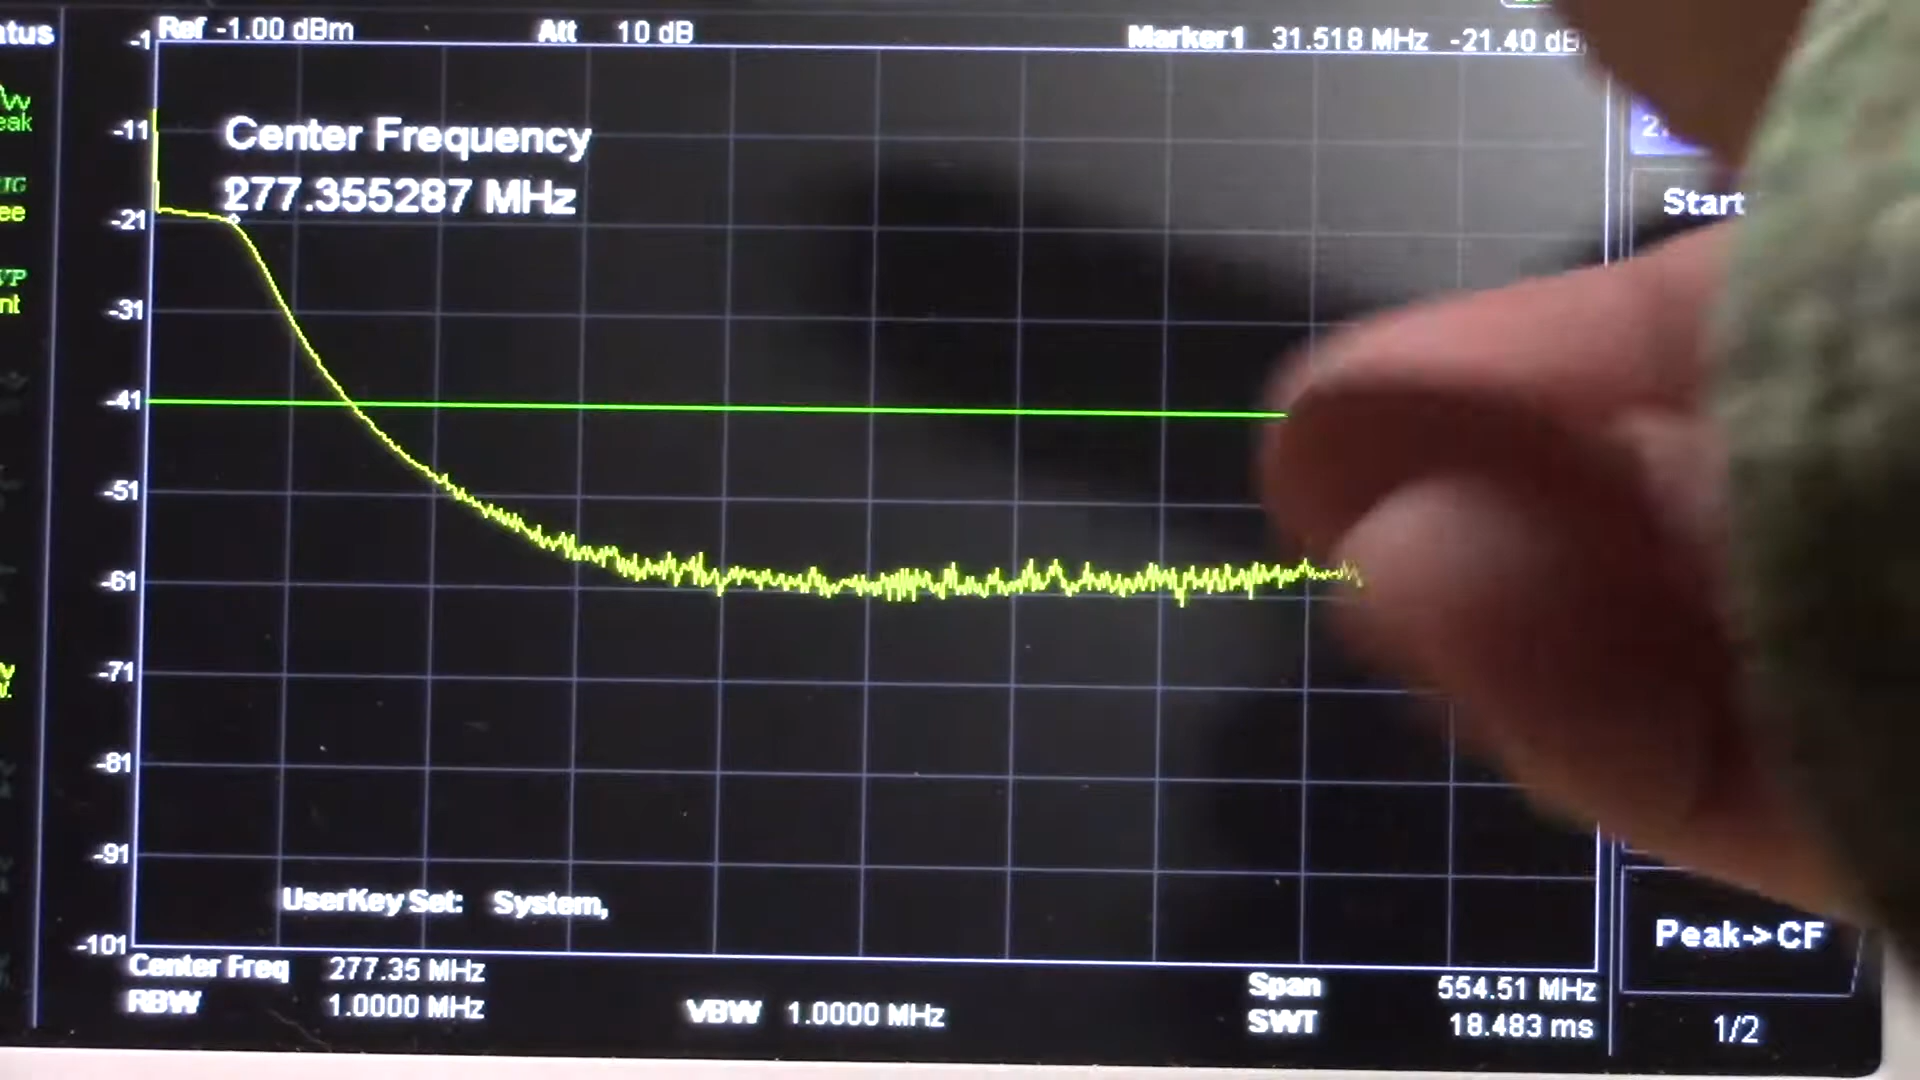 Ref -1.00 dBm Att 10 dB Marker1 31.518 MHz -21.40
-1
-11
-21
-31
-41
-51
-61
-71
-81
-91
-101
Center Frequency
277.355287 MHz
Start
UserKey Set: System,
Peak->CF
Center Freq 277.35 MHz Span 554.51 MHz
RBW 1.0000 MHz VBW 1.0000 MHz SWT 18.483 ms
1/2